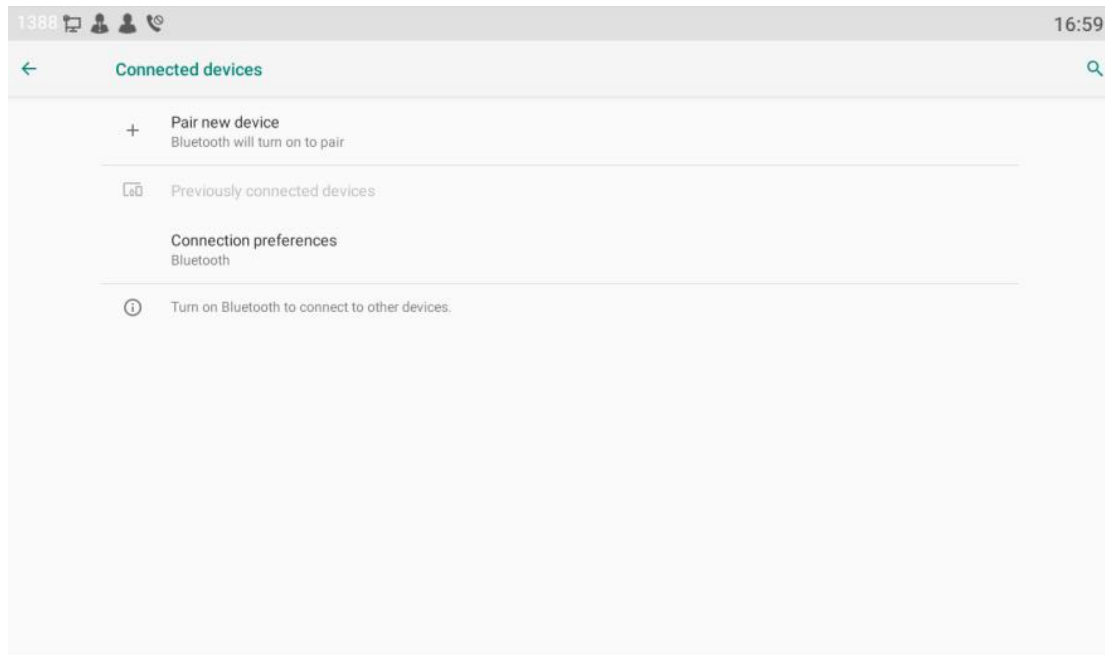 1388
16:59
Connected devices
Pair new device
Bluetooth will turn on to pair
Previously connected devices
Connection preferences
Bluetooth
Turn on Bluetooth to connect to other devices.